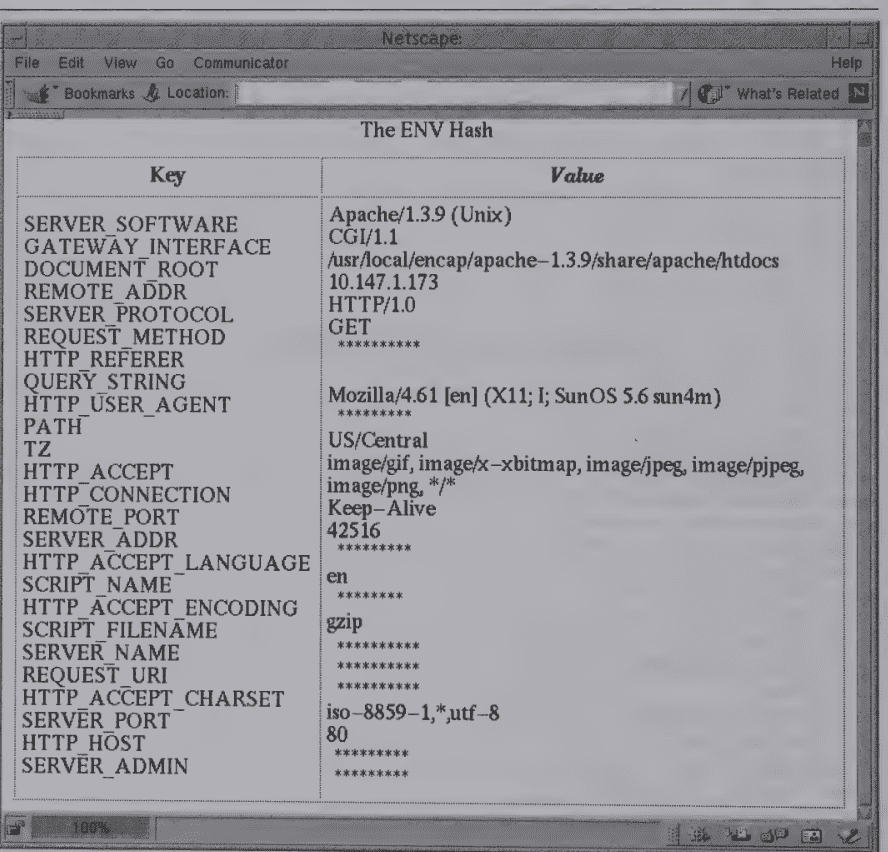 Netscape:
File Edit View Go Communicator Help
Bookmarks Location: What's Related N
The ENV Hash
Key Value
SERVER_SOFTWARE
GATEWAY_INTERFACE
DOCUMENT_ROOT
REMOTE_ADDR
SERVER_PROTOCOL
REQUEST_METHOD
HTTP_REFERER
QUERY_STRING
HTTP_USER_AGENT
PATH
TZ
HTTP_ACCEPT
HTTP_CONNECTION
REMOTE_PORT
SERVER_ADDR
HTTP_ACCEPT_LANGUAGE
SCRIPT_NAME
HTTP_ACCEPT_ENCODING
SCRIPT_FILENAME
SERVER_NAME
REQUEST_URI
HTTP_ACCEPT_CHARSET
SERVER_PORT
HTTP_HOST
SERVER_ADMIN
Apache/1.3.9 (Unix)
CGI/1.1
/usr/local/encap/apache-1.3.9/share/apache/htdocs
10.147.1.173
HTTP/1.0
GET
**********
Mozilla/4.61 [en] (X11; I; SunOS 5.6 sun4m)
*********
US/Central
image/gif, image/x-xbitmap, image/jpeg, image/pjpeg,
image/png, */*
Keep-Alive
42516
*********
en
********
gzip
**********
**********
**********
iso-8859-1,*,utf-8
80
*********
*********
100%